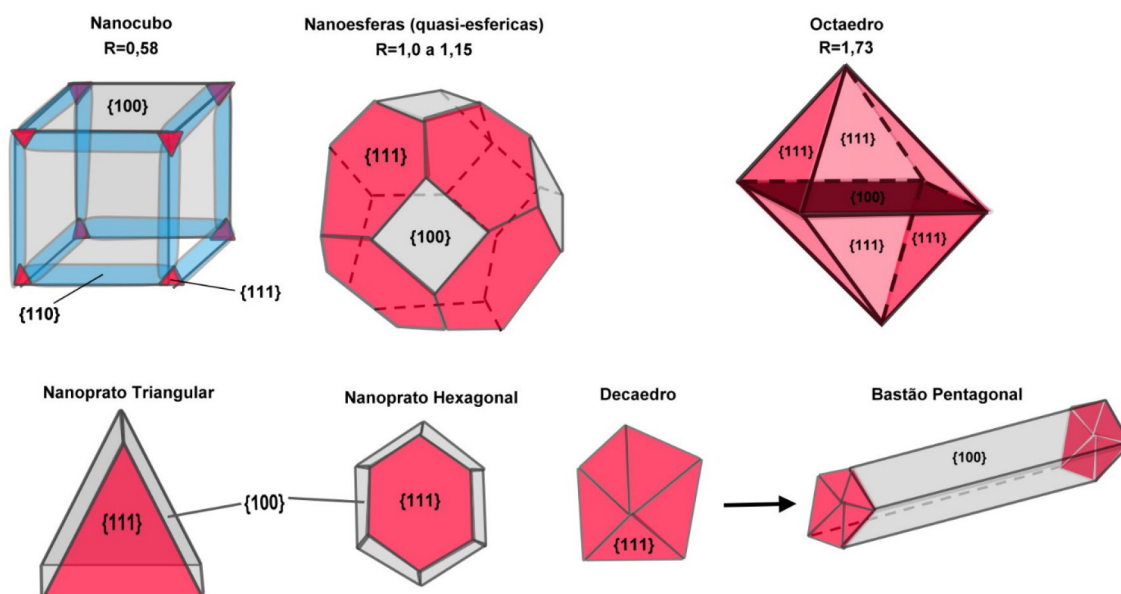 Nanocubo
R=0,58
{100}
{110}
{111}
Nanoesferas (quasi-esfericas)
R=1,0 a 1,15
{111}
{100}
Octaedro
R=1,73
{111}
{111}
{100}
{111}
{111}
Nanoprato Triangular
{111}
{100}
Nanoprato Hexagonal
{111}
Decaedro
{111}
Bastão Pentagonal
{100}